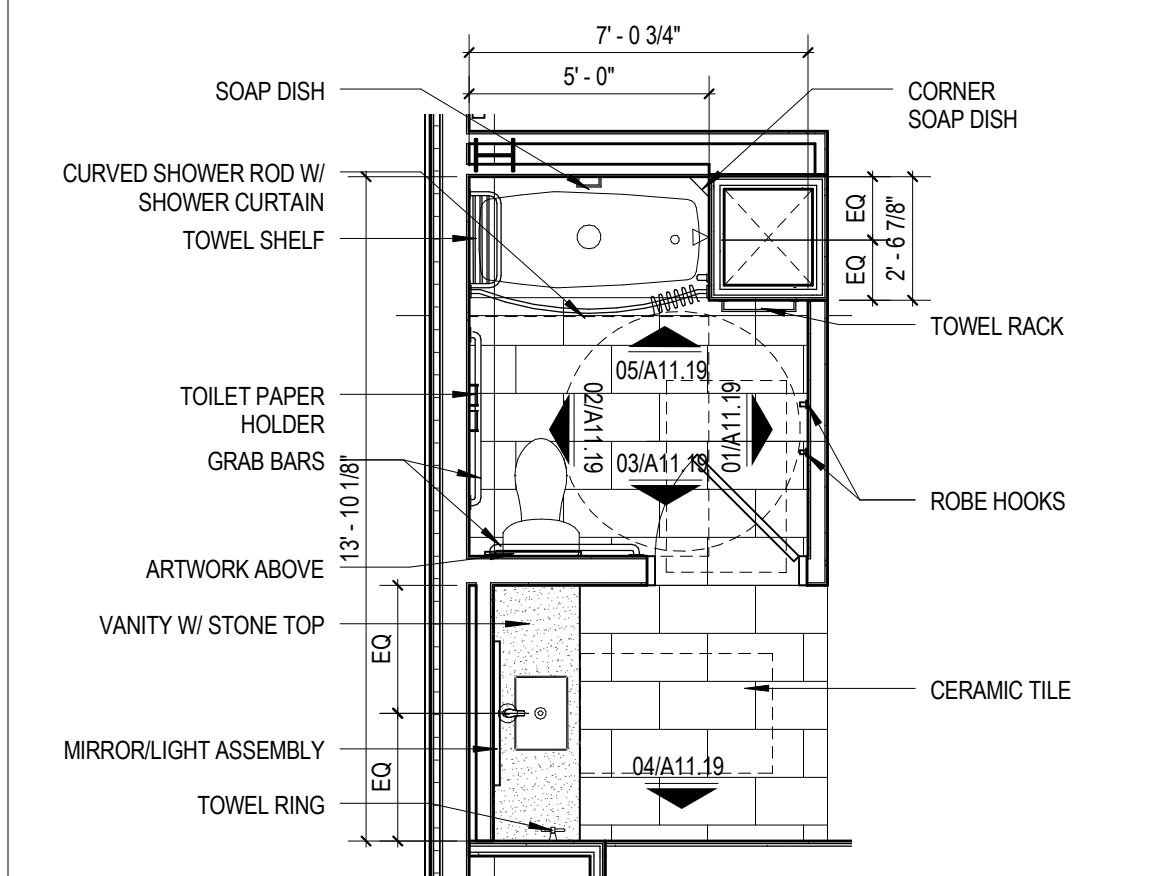 7' - 0 3/4"
5' - 0"
SOAP DISH
CORNER
SOAP DISH
CURVED SHOWER ROD W/
SHOWER CURTAIN
TOWEL SHELF
EQ
EQ
2' - 6 7/8"
TOWEL RACK
05/A11.19
02/A11.19
01/A11.19
03/A11.19
TOILET PAPER
HOLDER
GRAB BARS
13' - 10 1/8"
ROBE HOOKS
ARTWORK ABOVE
VANITY W/ STONE TOP
EQ
CERAMIC TILE
MIRROR/LIGHT ASSEMBLY
EQ
04/A11.19
TOWEL RING